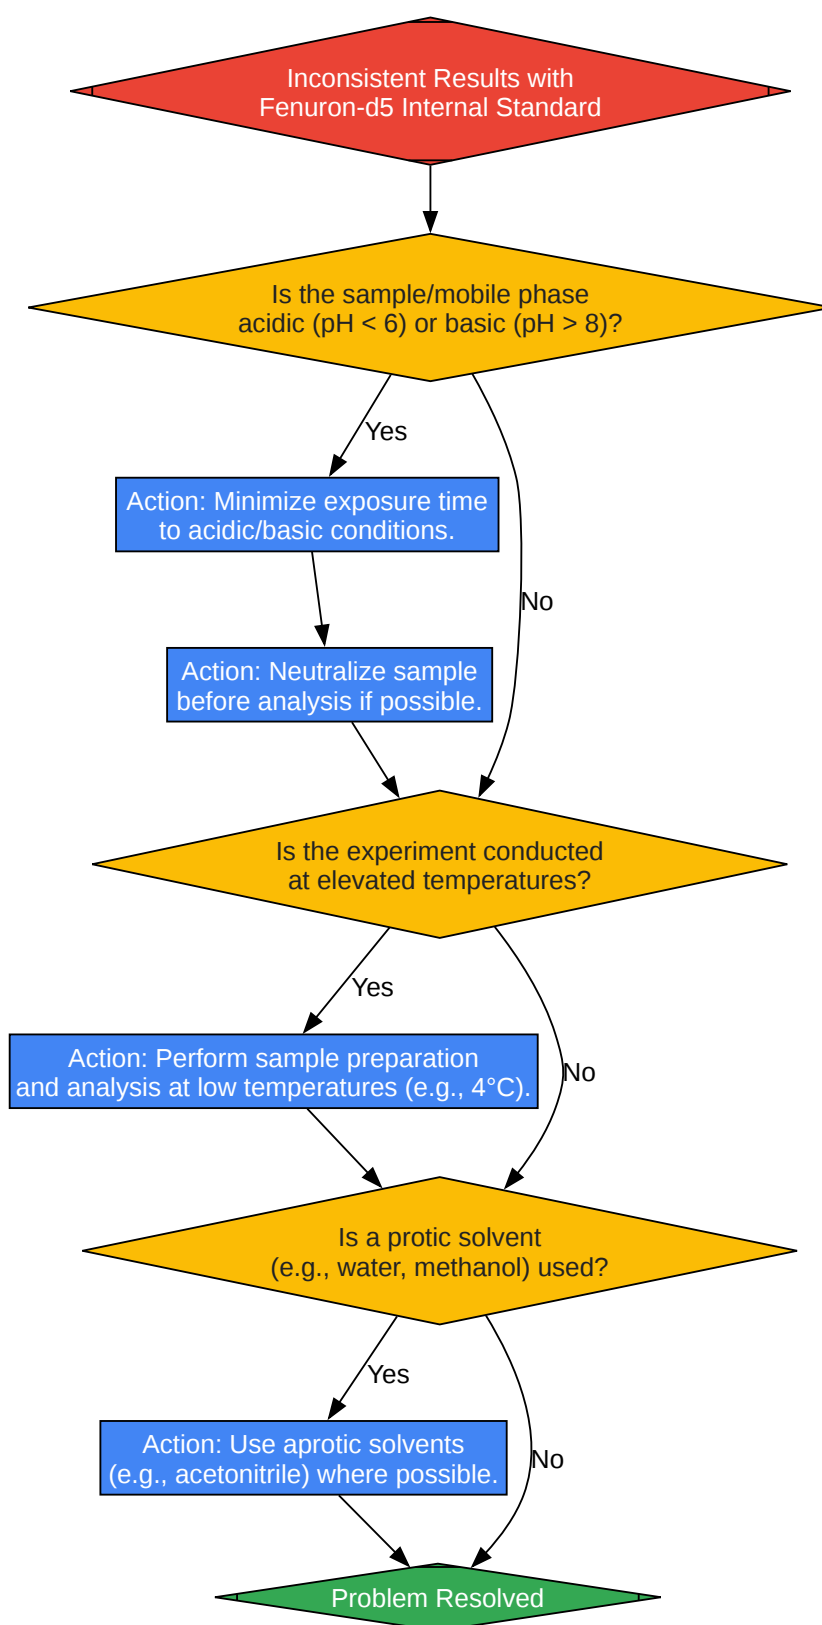 Inconsistent Results with
Fenuron-d5 Internal Standard
Is the sample/mobile phase
acidic (pH < 6) or basic (pH > 8)?
Yes
Action: Minimize exposure time
to acidic/basic conditions.
No
Action: Neutralize sample
before analysis if possible.
Is the experiment conducted
at elevated temperatures?
Yes
Action: Perform sample preparation
and analysis at low temperatures (e.g., 4°C).
No
Is a protic solvent
(e.g., water, methanol) used?
Yes
Action: Use aprotic solvents
(e.g., acetonitrile) where possible.
No
Problem Resolved